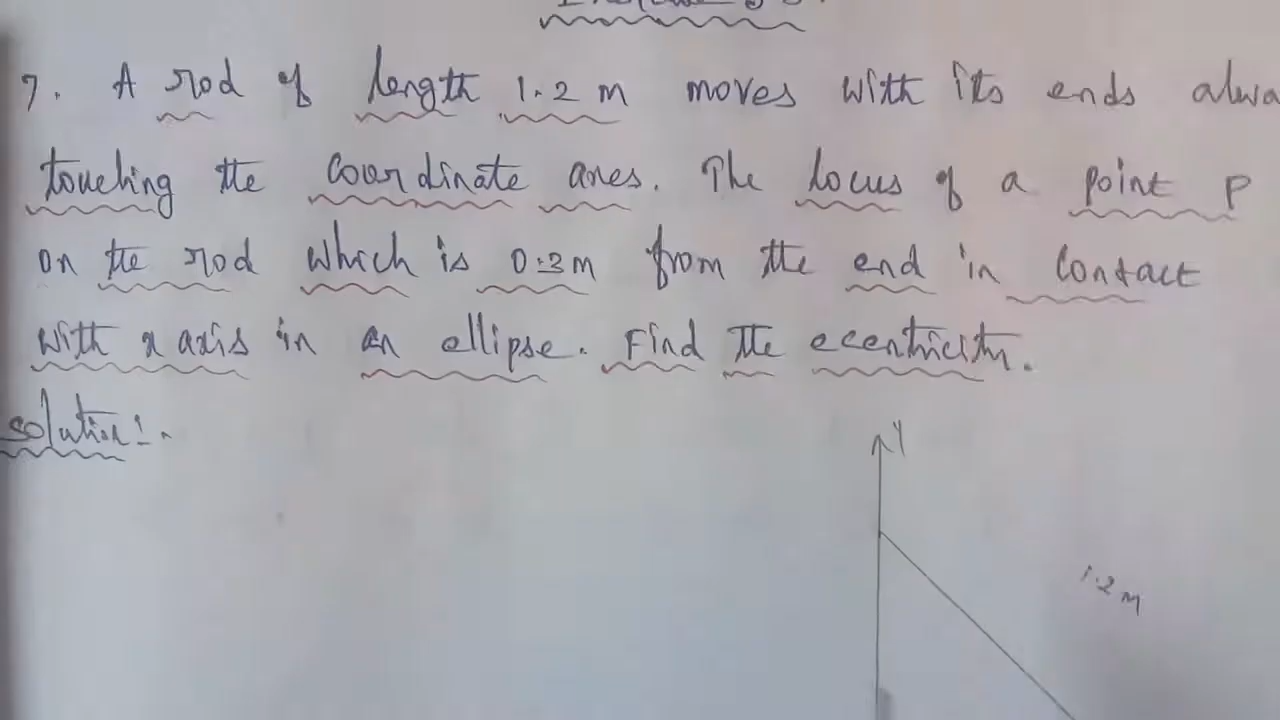 7. A rod of length 1.2 m moves with its ends alwa
touching the coordinate axes. The locus of a point P
on the rod which is 0.3m from the end in contact
with x axis in an ellipse. Find the eccentricity.
Solution:-
Y
1.2 m